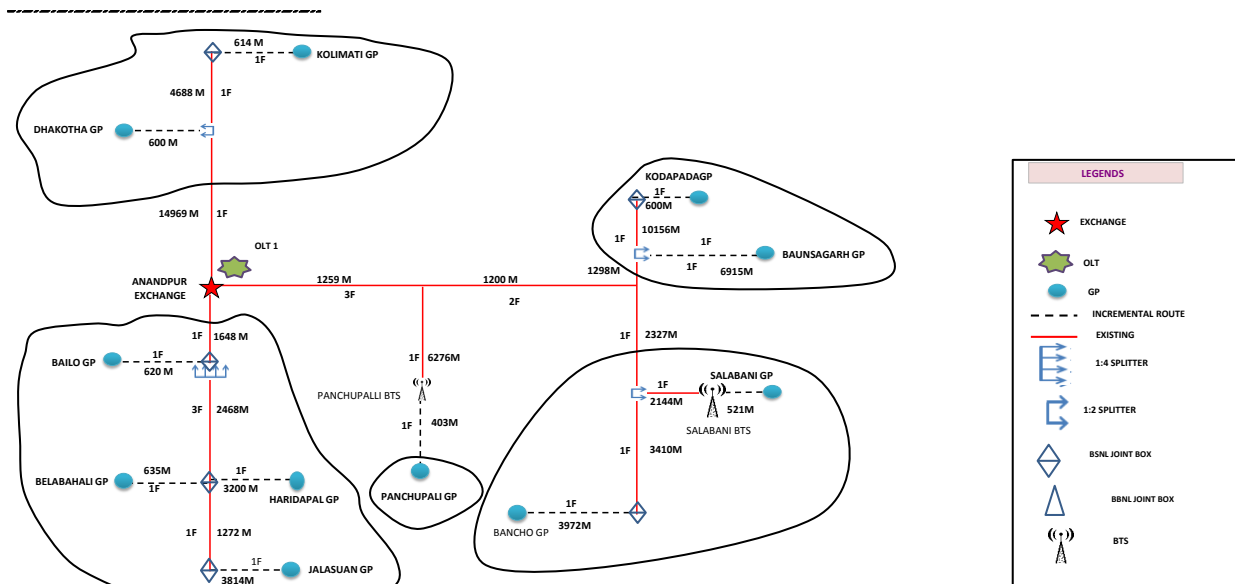 614 M
1F
KOLIMATI GP
4688 M
1F
DHAKOTHA GP
600 M
14969 M
1F
OLT 1
ANANDPUR
EXCHANGE
1259 M
3F
1200 M
2F
KODAPADAGP
1F
600M
10156M
1F
1F
1F
6915M
BAUNSAGARH GP
1298M
1F
1648 M
BAILO GP
1F
620 M
3F
2468M
BELABAHALI GP
635M
1F
1F
3200 M
HARIDAPAL GP
1F
1272 M
1F
3814M
JALASUAN GP
1F
6276M
PANCHUPALLI BTS
1F
403M
PANCHUPALI GP
1F
2327M
SALABANI GP
1F
2144M
521M
SALABANI BTS
1F
3410M
BANCHO GP
1F
3972M
LEGENDS
EXCHANGE
OLT
GP
INCREMENTAL ROUTE
EXISTING
1:4 SPLITTER
1:2 SPLITTER
BSNL JOINT BOX
BBNL JOINT BOX
BTS